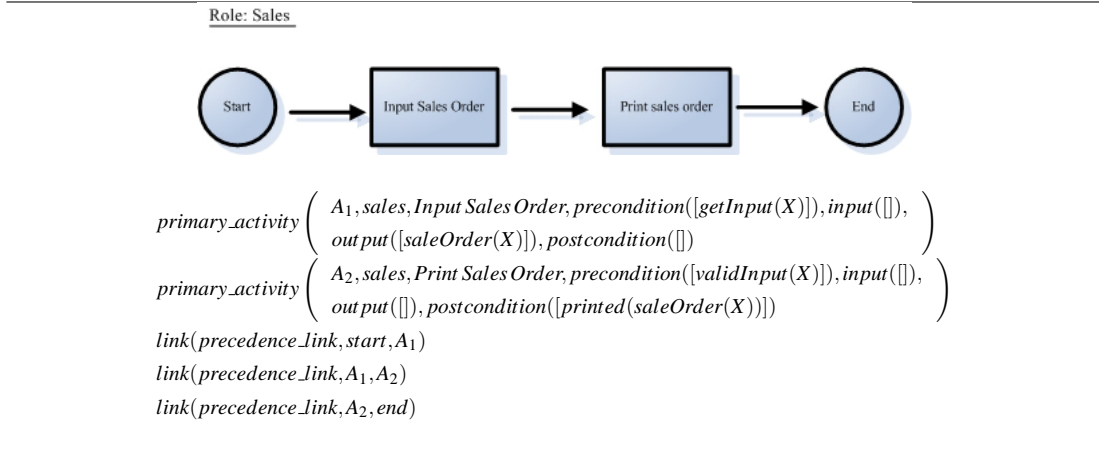 Role: Sales
Start
Input Sales Order
Print sales order
End
primary_activity ( A₁,sales,Input Sales Order, precondition([getInput(X)]),input([]),
output([saleOrder(X)]), postcondition([]) )
primary_activity ( A₂,sales,Print Sales Order, precondition([validInput(X)]),input([]),
output([]), postcondition([printed(saleOrder(X))]) )
link(precedence_link,start,A₁)
link(precedence_link,A₁,A₂)
link(precedence_link,A₂,end)